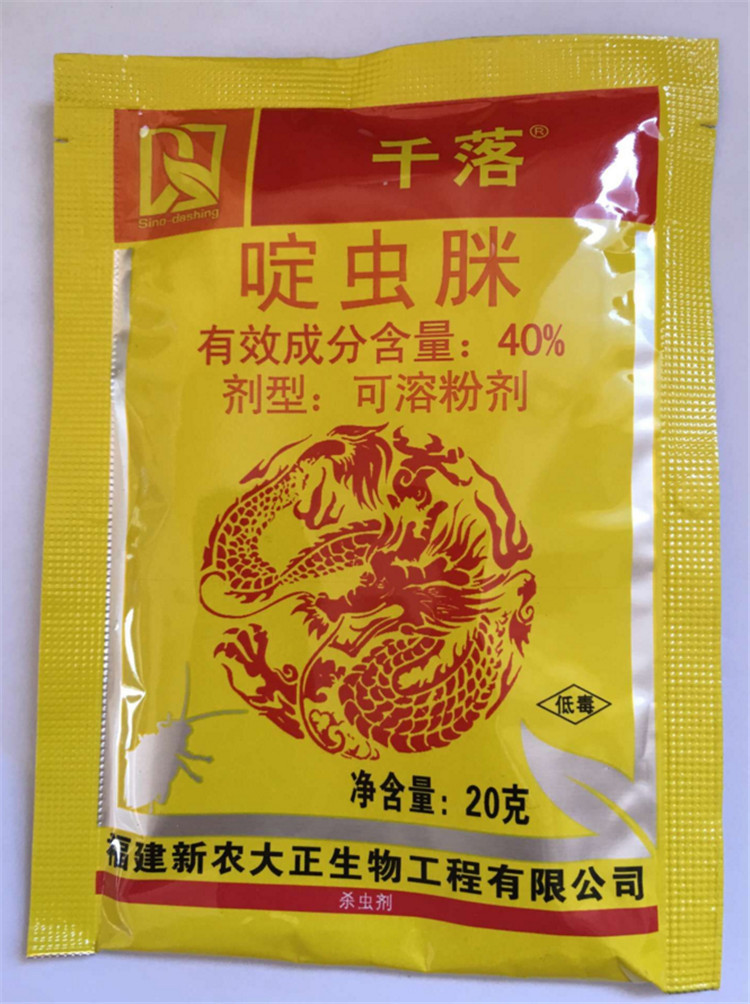 千落®
Sino-dashing
啶虫脒
有效成分含量：40%
剂型：可溶粉剂
低毒
净含量：20克
福建新农大正生物工程有限公司
杀虫剂